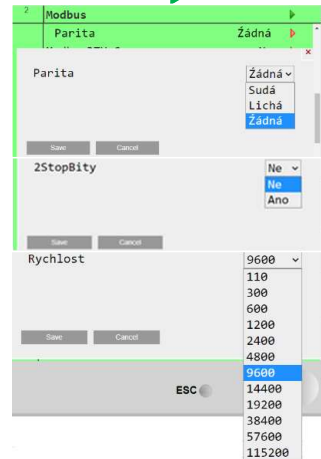 2 Modbus
Parita Žádná
Parita Žádná
Sudá
Lichá
Žádná
Save Cancel
2StopBity Ne
Ne
Ano
Save Cancel
Rychlost 9600
110
300
600
1200
2400
4800
9600
Save Cancel
14400
ESC
19200
38400
57600
115200